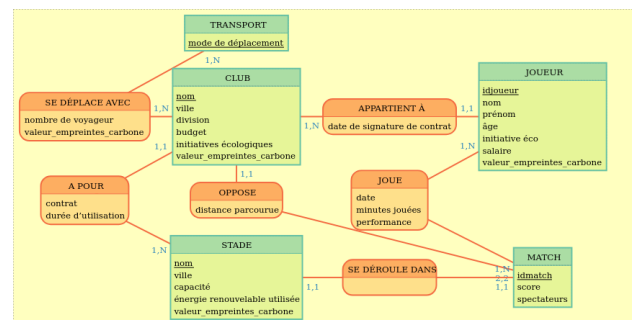 TRANSPORT
mode de déplacement
1,N
SE DÉPLACE AVEC
nombre de voyageur
valeur_empreintes_carbone
1,N
CLUB
nom
ville
division
budget
initiatives écologiques
valeur_empreintes_carbone
1,N
APPARTIENT À
date de signature de contrat
1,1
JOUEUR
idjoueur
nom
prénom
âge
initiative éco
salaire
valeur_empreintes_carbone
1,1
1,1
1,N
A POUR
contrat
durée d'utilisation
OPPOSE
distance parcourue
JOUE
date
minutes jouées
performance
1,N
STADE
nom
ville
capacité
énergie renouvelable utilisée
valeur_empreintes_carbone
1,1
SE DÉROULE DANS
1,N
2,2
1,1
MATCH
idmatch
score
spectateurs